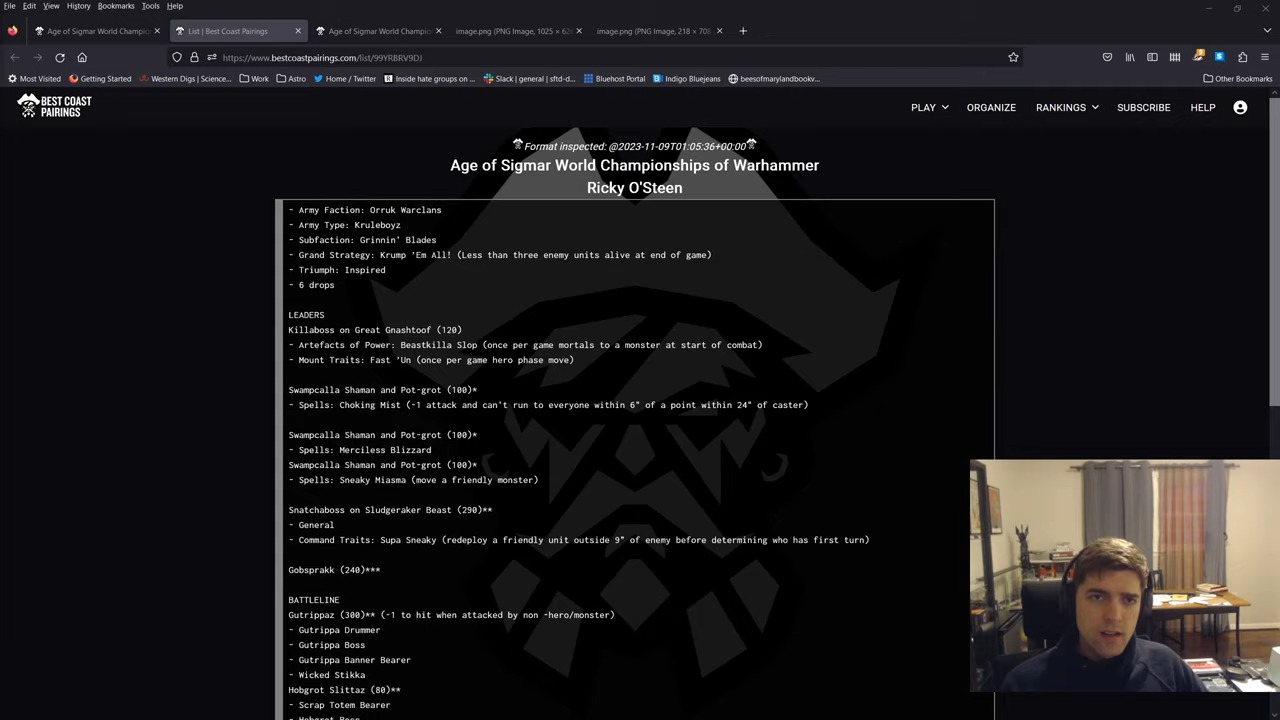 File Edit View History Bookmarks Tools Help
Age of Sigmar World Champions
List | Best Coast Pairings
Age of Sigmar World Champion
image.png (PNG Image, 1025 × 62
image.png (PNG Image, 218 × 708
https://www.bestcoastpairings.com/list/99YRBRV9DJ
Most Visited Getting Started Western Digs | Science... Work Astro Home / Twitter Inside hate groups on ... Slack | general | sftd-d... Bluehost Portal Indigo Bluejeans beesofmarylandbookv... Other Bookmarks
BEST COAST
PAIRINGS
PLAY ORGANIZE RANKINGS SUBSCRIBE HELP
Format inspected: @2023-11-09T01:05:36+00:00
Age of Sigmar World Championships of Warhammer
Ricky O'Steen
- Army Faction: Orruk Warclans
- Army Type: Kruleboyz
- Subfaction: Grinnin' Blades
- Grand Strategy: Krump 'Em All! (Less than three enemy units alive at end of game)
- Triumph: Inspired
- 6 drops
LEADERS
Killaboss on Great Gnashtoof (120)
- Artefacts of Power: Beastkilla Slop (once per game mortals to a monster at start of combat)
- Mount Traits: Fast 'Un (once per game hero phase move)
Swampcalla Shaman and Pot-grot (100)*
- Spells: Choking Mist (-1 attack and can't run to everyone within 6" of a point within 24" of caster)
Swampcalla Shaman and Pot-grot (100)*
- Spells: Merciless Blizzard
Swampcalla Shaman and Pot-grot (100)*
- Spells: Sneaky Miasma (move a friendly monster)
Snatchaboss on Sludgeraker Beast (290)**
- General
- Command Traits: Supa Sneaky (redeploy a friendly unit outside 9" of enemy before determining who has first turn)
Gobsprakk (240)***
BATTLELINE
Gutrippaz (300)** (-1 to hit when attacked by non -hero/monster)
- Gutrippa Drummer
- Gutrippa Boss
- Gutrippa Banner Bearer
- Wicked Stikka
Hobgrot Slittaz (80)**
- Scrap Totem Bearer
- Hobgrot Boss